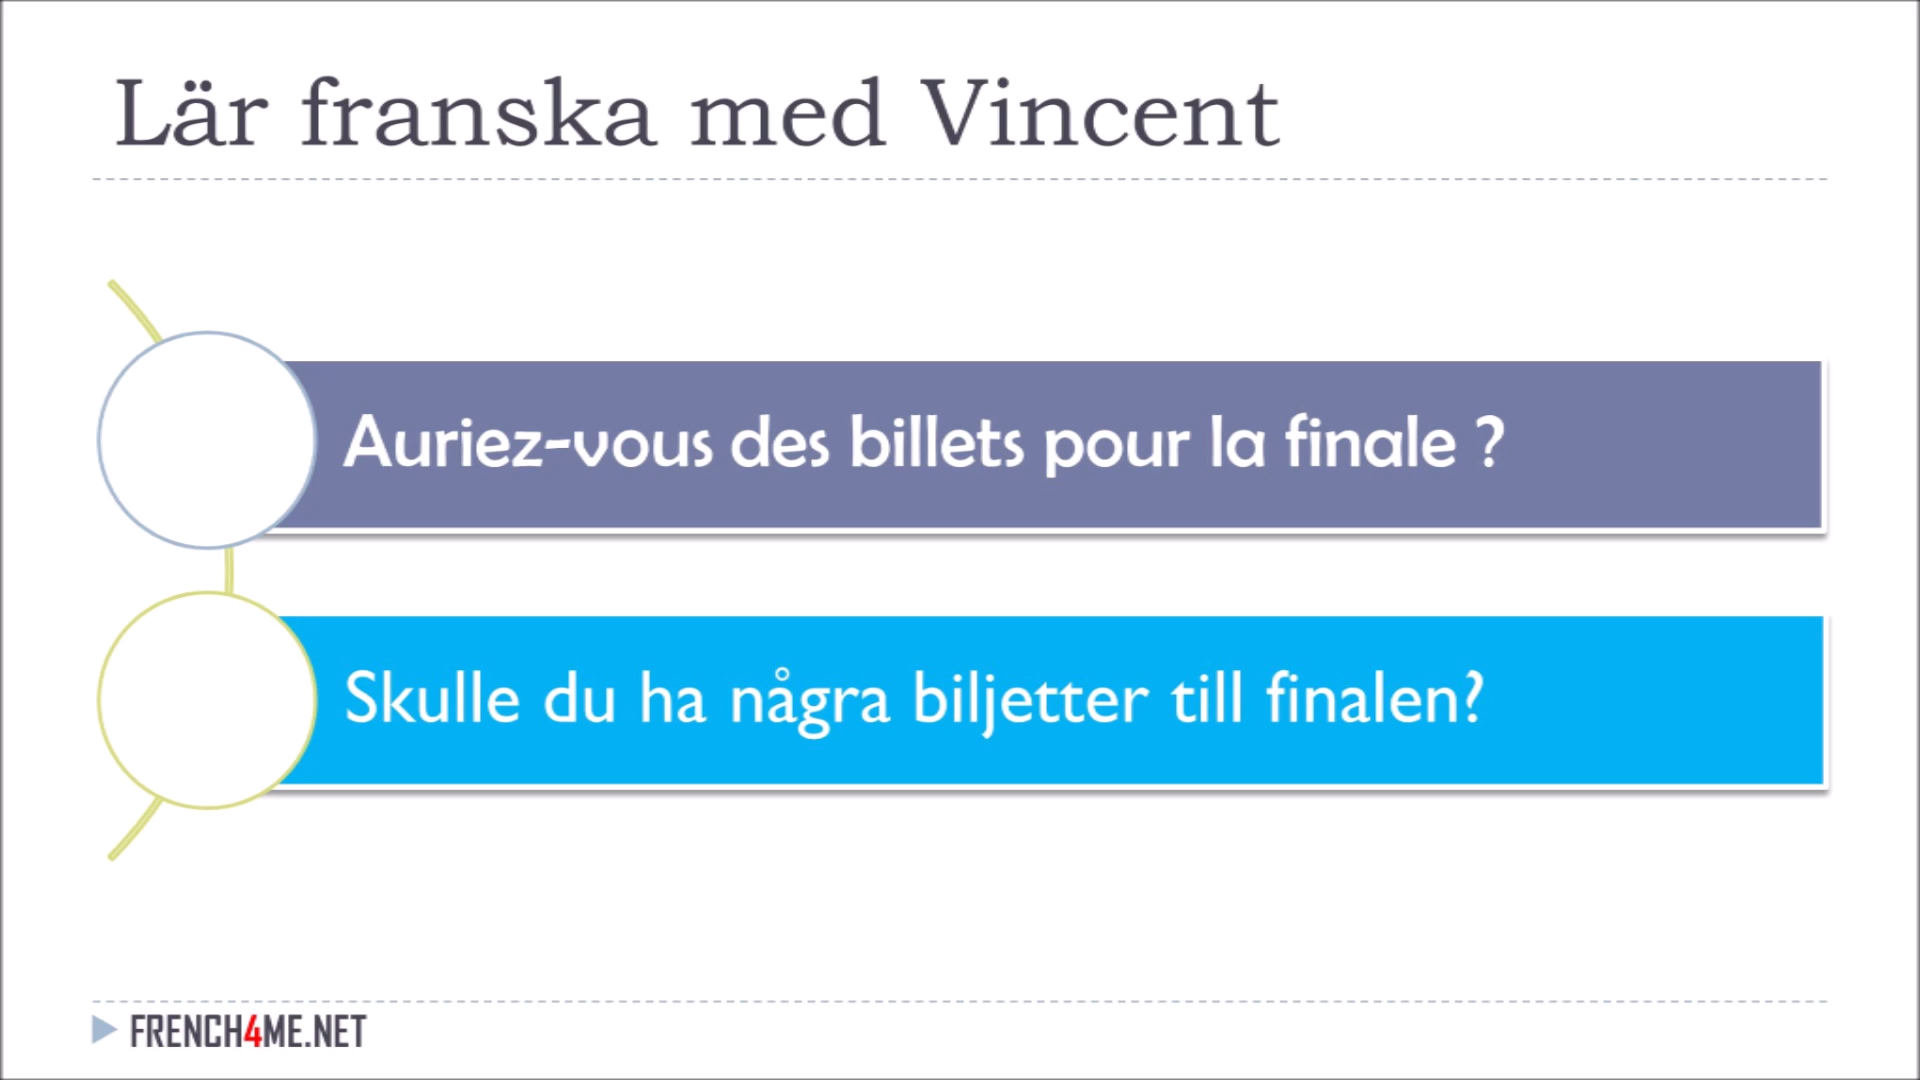 Lär franska med Vincent
Auriez-vous des billets pour la finale ?
Skulle du ha några biljetter till finalen?
FRENCH4ME.NET